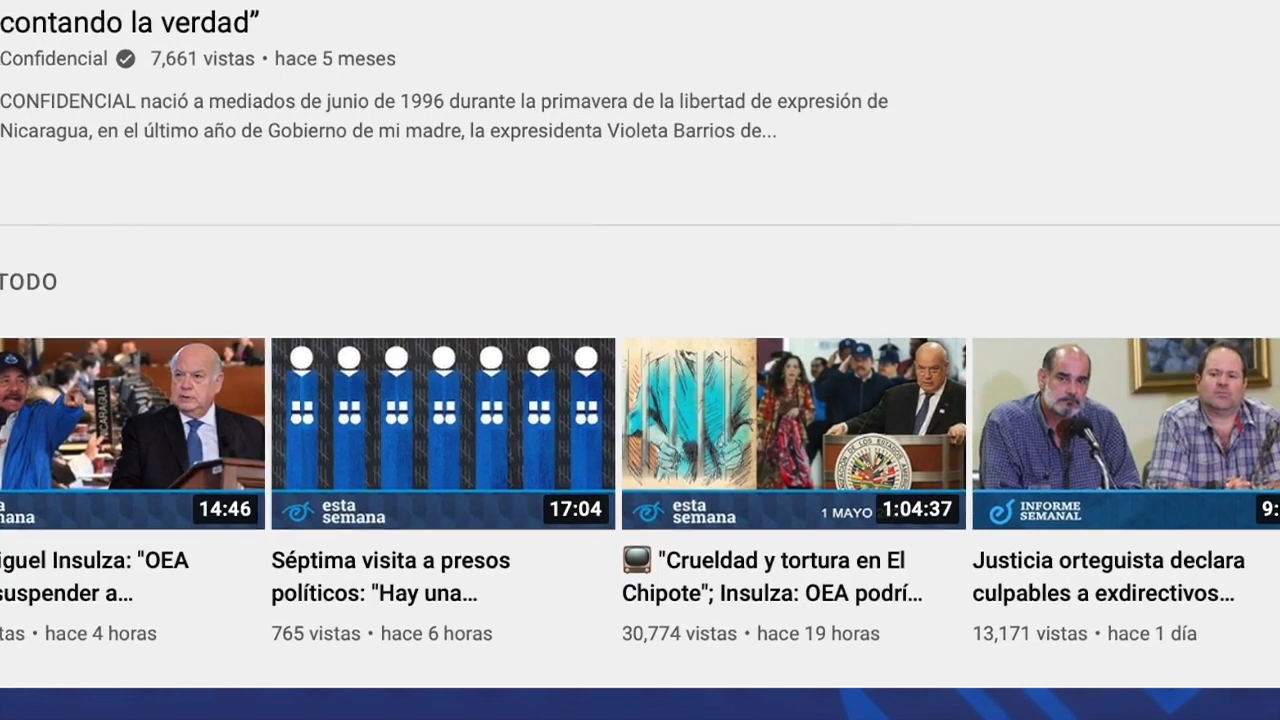 contando la verdad”
Confidencial 7,661 vistas • hace 5 meses
CONFIDENCIAL nació a mediados de junio de 1996 durante la primavera de la libertad de expresión de
Nicaragua, en el último año de Gobierno de mi madre, la expresidenta Violeta Barrios de...
TODO
NICARAGUA
mana
14:46
esta
semana
17:04
esta
semana
1 MAYO 1:04:37
INFORME
SEMANAL
9:
iguel Insulza: "OEA
suspender a...
tas • hace 4 horas
Séptima visita a presos
políticos: "Hay una...
765 vistas • hace 6 horas
"Crueldad y tortura en El
Chipote"; Insulza: OEA podrí...
30,774 vistas • hace 19 horas
Justicia orteguista declara
culpables a exdirectivos...
13,171 vistas • hace 1 día